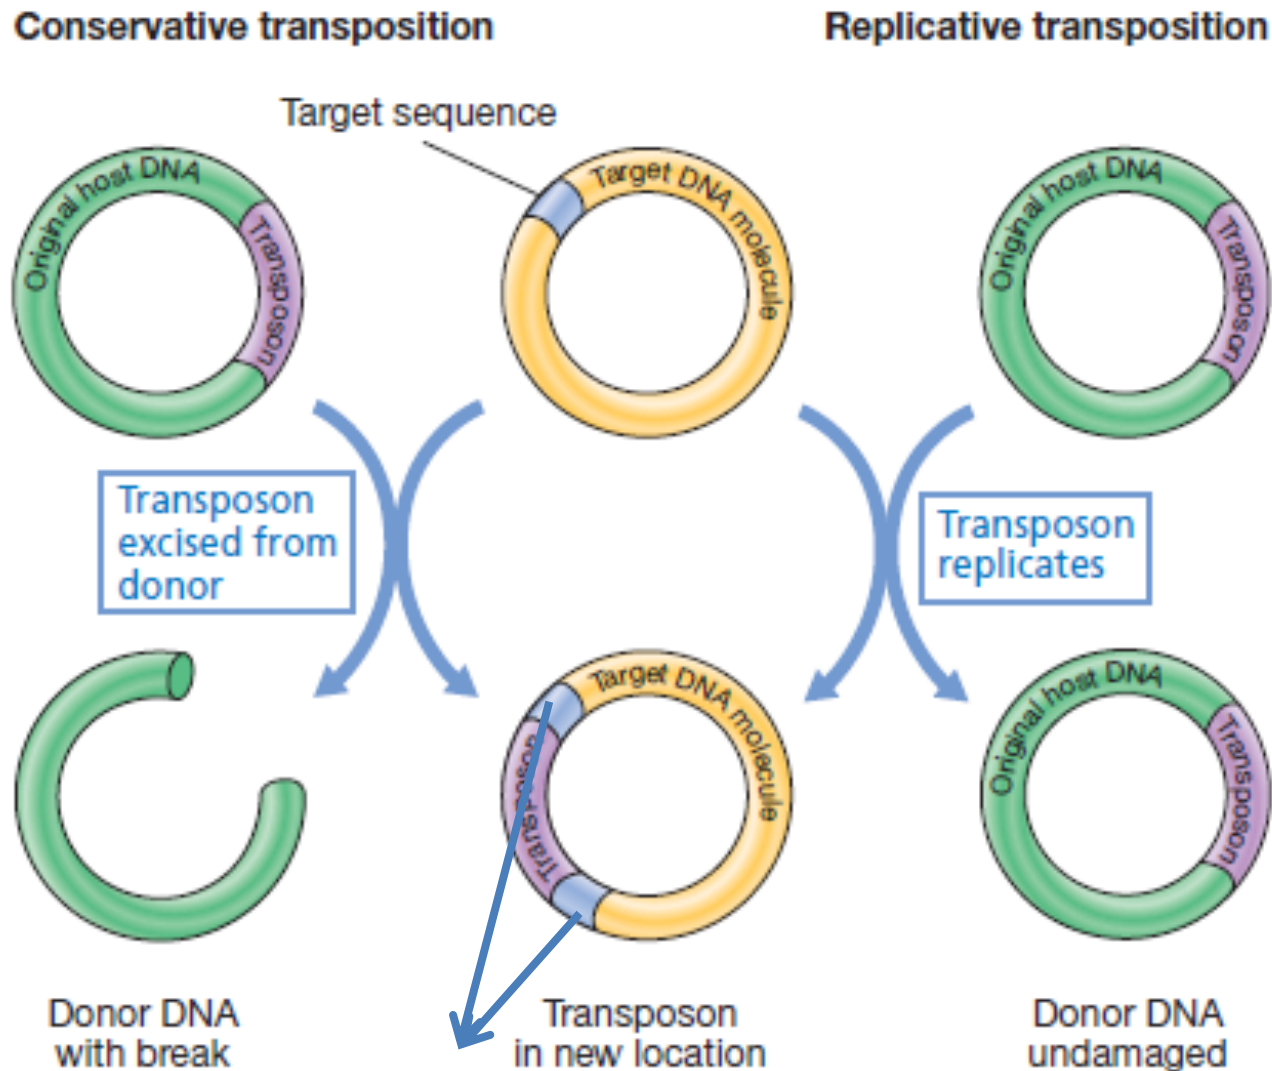 Conservative transposition
Replicative transposition
Target sequence
Original host DNA
Transposon
Target DNA molecule
Original host DNA
Transposon
Transposon
excised from
donor
Transposon
replicates
Target DNA molecule
Transposon
Original host DNA
Transposon
Donor DNA
with break
Transposon
in new location
Donor DNA
undamaged